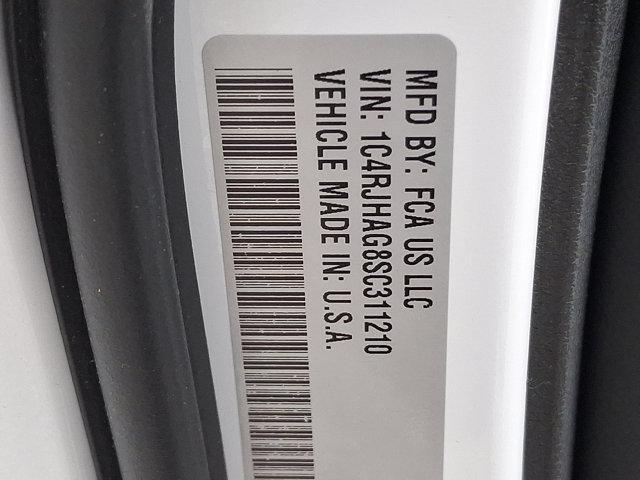 MFD BY: FCA US LLC
VIN: 1C4RJHAG8SC311210
VEHICLE MADE IN: U.S.A.